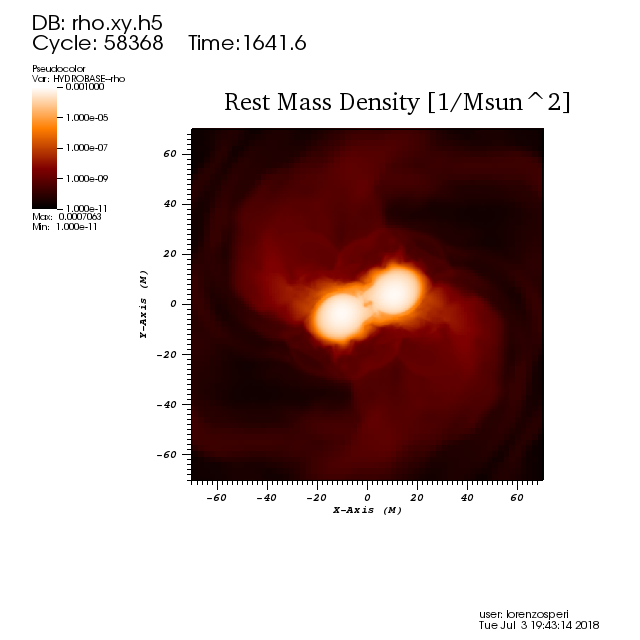 DB: rho.xy.h5
Cycle: 58368    Time:1641.6
Pseudocolor
Var: HYDROBASE--rho
0.001000
1.000e-05
1.000e-07
1.000e-09
1.000e-11
Max: 0.0007063
Min: 1.000e-11
Rest Mass Density [1/Msun^2]
60
40
20
0
-20
-40
-60
Y-Axis (M)
-60 -40 -20 0 20 40 60
X-Axis (M)
user: lorenzosperi
Tue Jul 3 19:43:14 2018